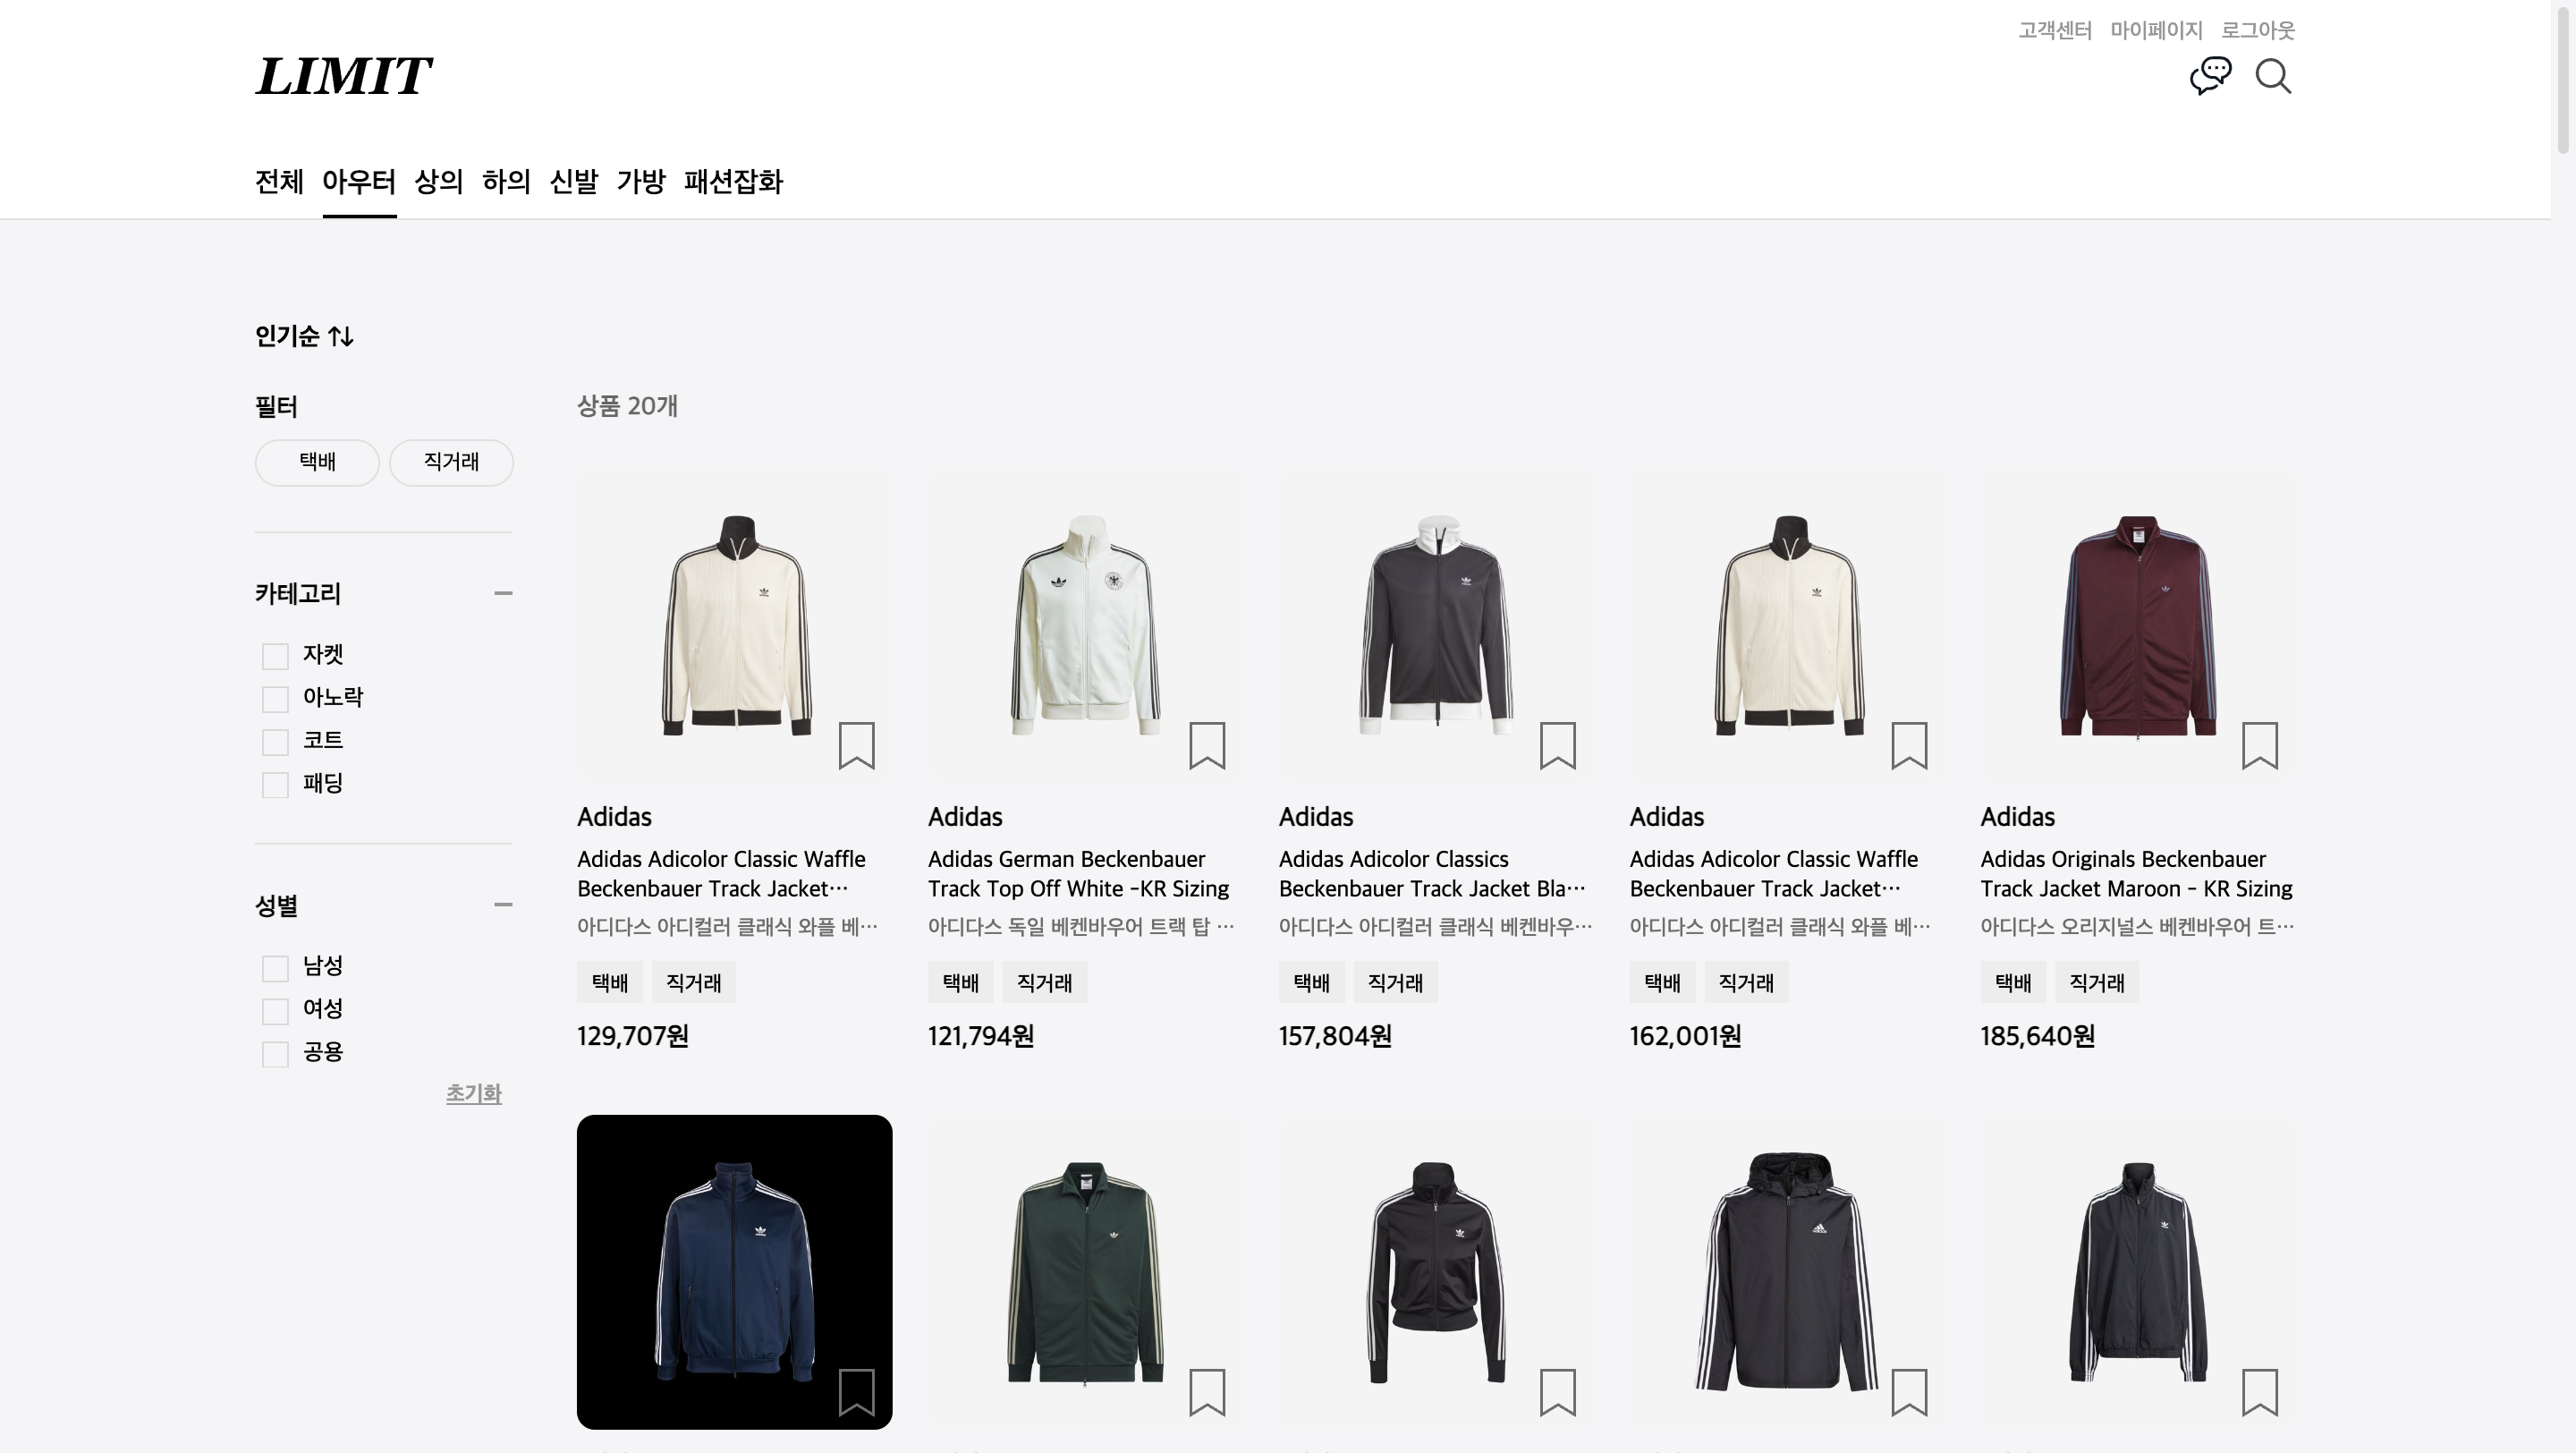 고객센터 마이페이지 로그아웃
LIMIT
전체 아우터 상의 하의 신발 가방 패션잡화
인기순
필터
택배 직거래
카테고리
자켓
아노락
코트
패딩
성별
남성
여성
공용
초기화
상품 20개
Adidas
Adidas Adicolor Classic Waffle
Beckenbauer Track Jacket…
아디다스 아디컬러 클래식 와플 베…
택배 직거래
129,707원
Adidas
Adidas German Beckenbauer
Track Top Off White -KR Sizing
아디다스 독일 베켄바우어 트랙 탑 …
택배 직거래
121,794원
Adidas
Adidas Adicolor Classics
Beckenbauer Track Jacket Bla…
아디다스 아디컬러 클래식 베켄바우…
택배 직거래
157,804원
Adidas
Adidas Adicolor Classic Waffle
Beckenbauer Track Jacket…
아디다스 아디컬러 클래식 와플 베…
택배 직거래
162,001원
Adidas
Adidas Originals Beckenbauer
Track Jacket Maroon - KR Sizing
아디다스 오리지널스 베켄바우어 트…
택배 직거래
185,640원